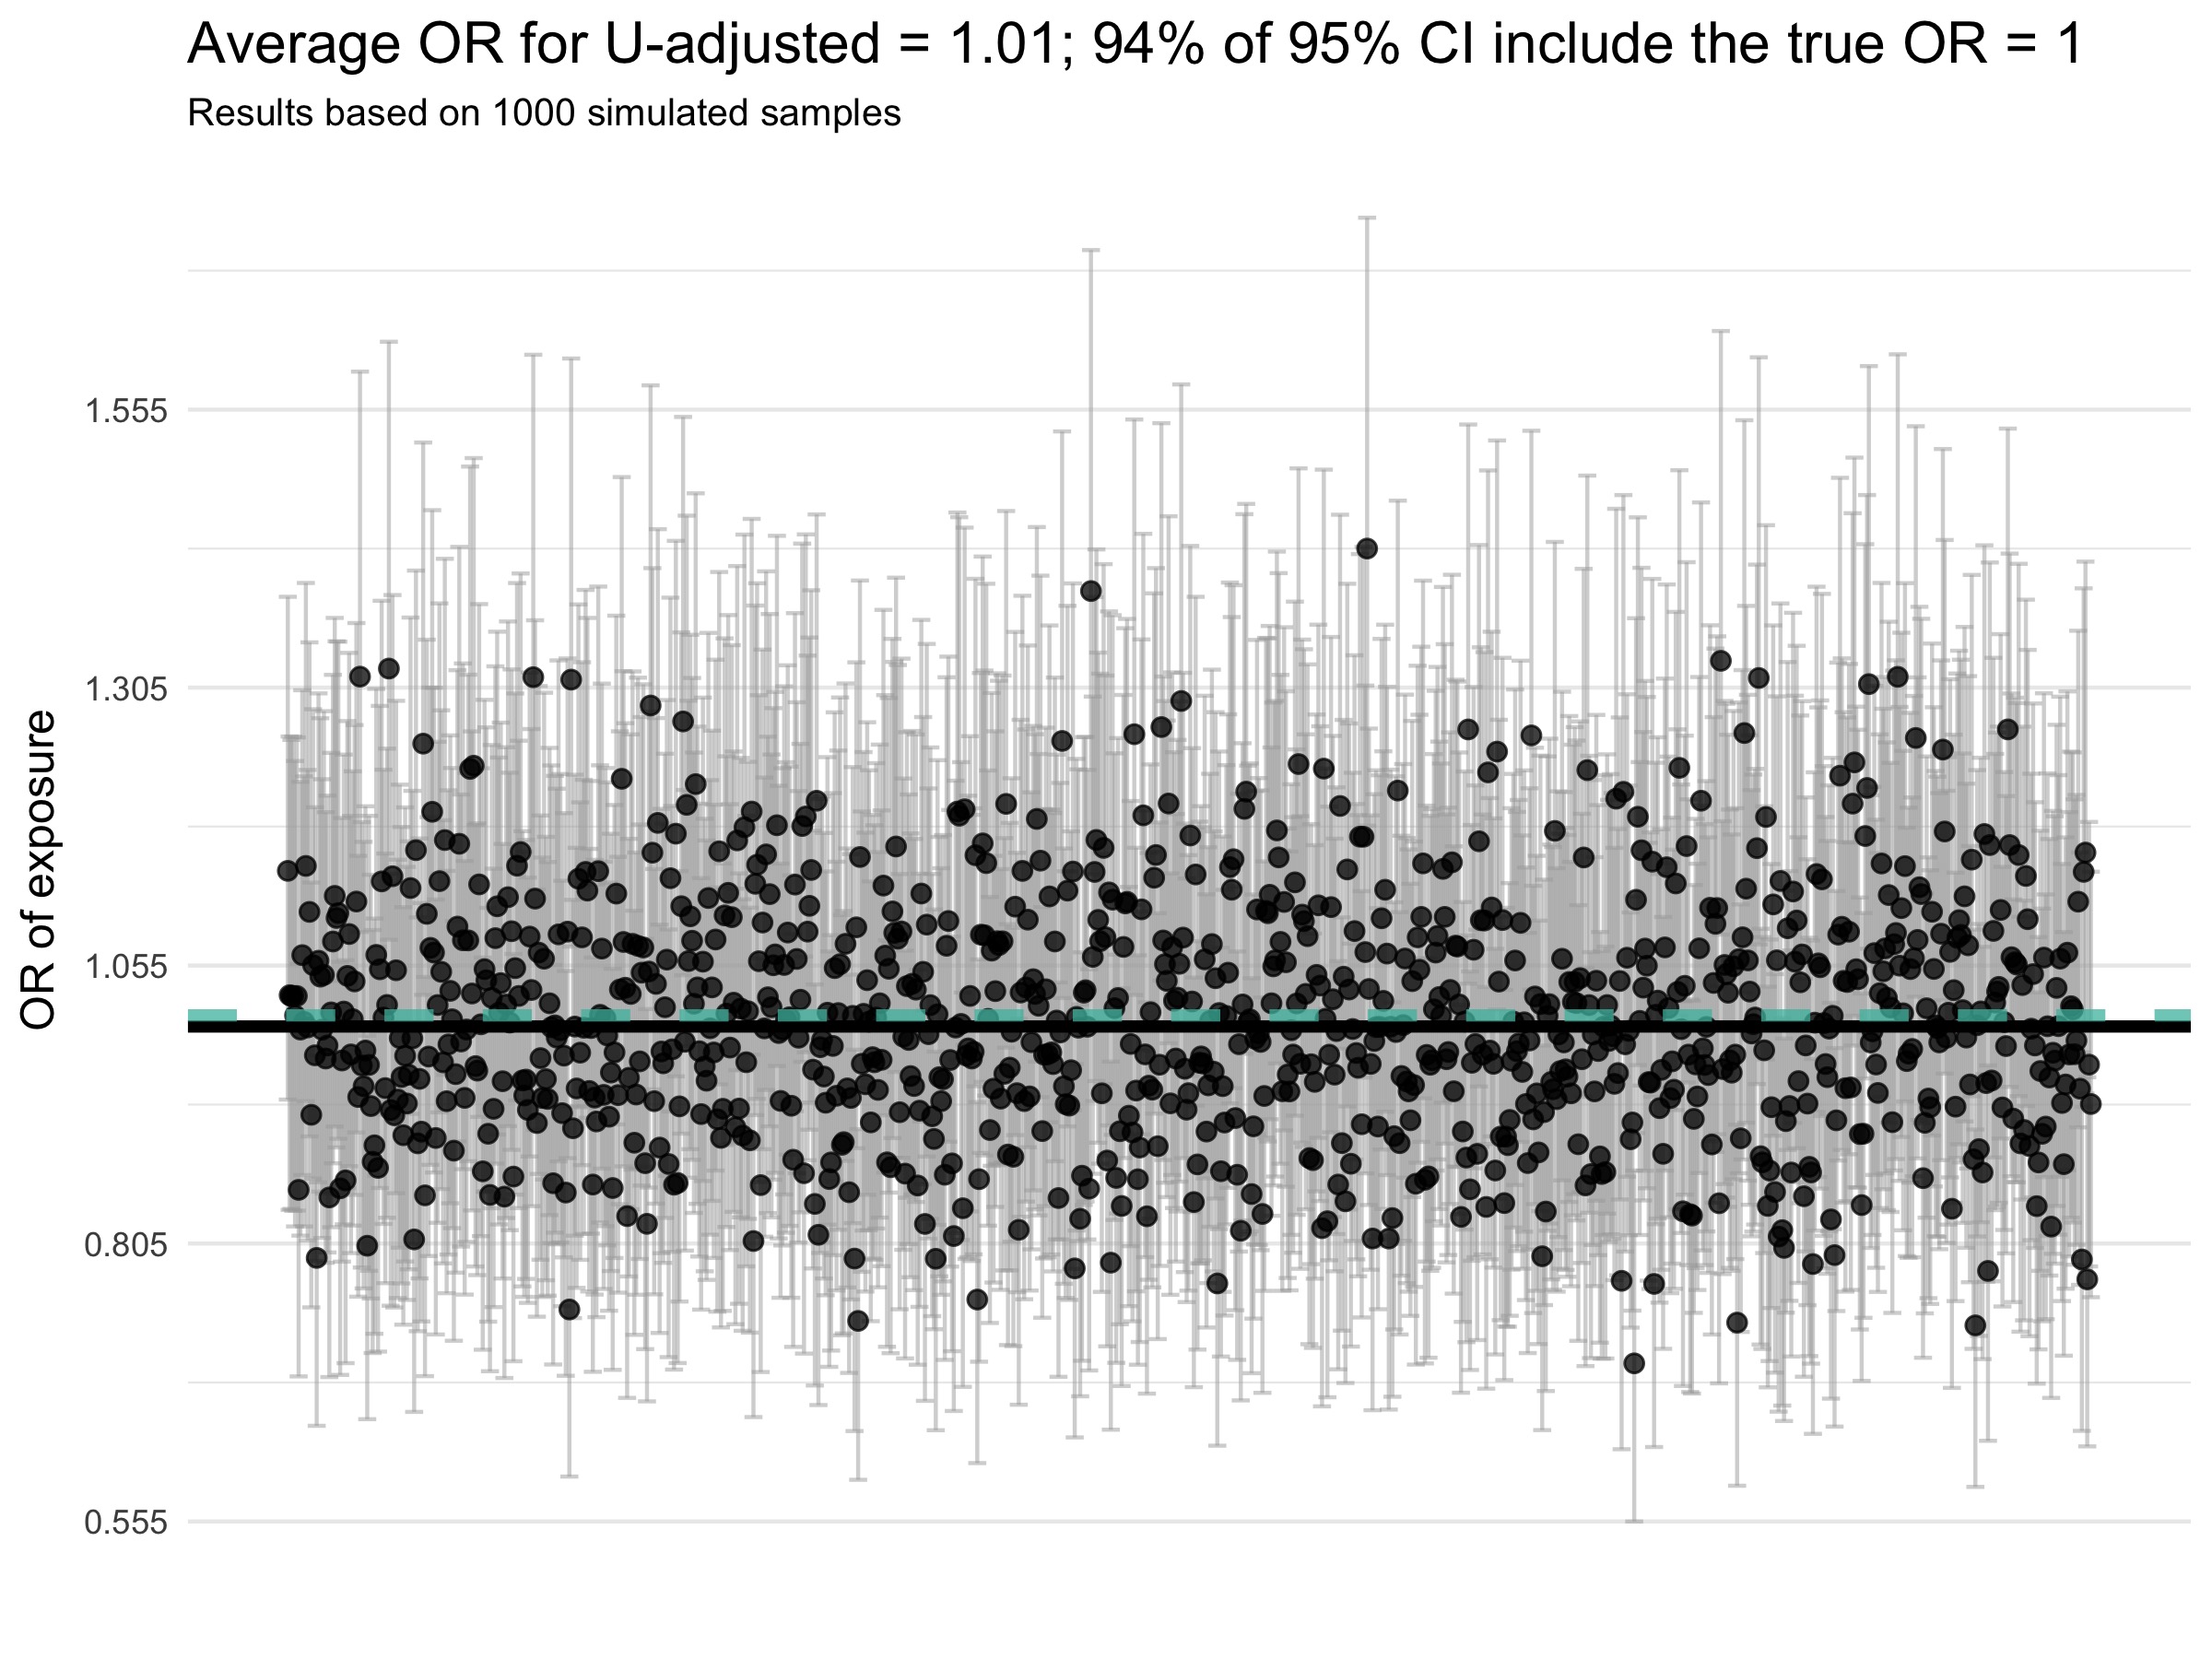 Average OR for U-adjusted = 1.01; 94% of 95% CI include the true OR = 1
Results based on 1000 simulated samples
OR of exposure
1.555
1.305
1.055
0.805
0.555